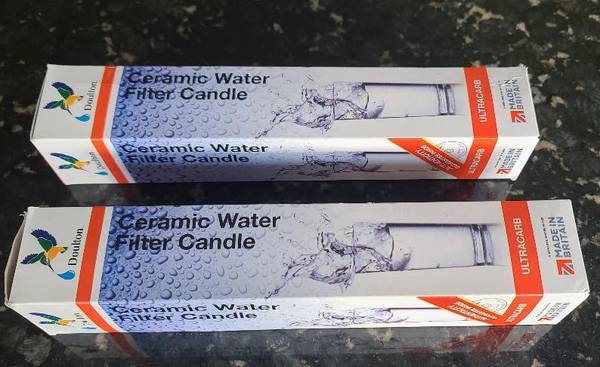 Doulton
Ceramic Water
Filter Candle
ULTRACARB
MADE IN
BRITAIN
Doulton
Ceramic Water
Filter Candle
ULTRACARB
MADE IN
BRITAIN
Doulton
Ceramic Water
Filter Candle
ULTRACARB
MADE IN
BRITAIN
Ceramic Water
Filter Candle
ULTRACARB